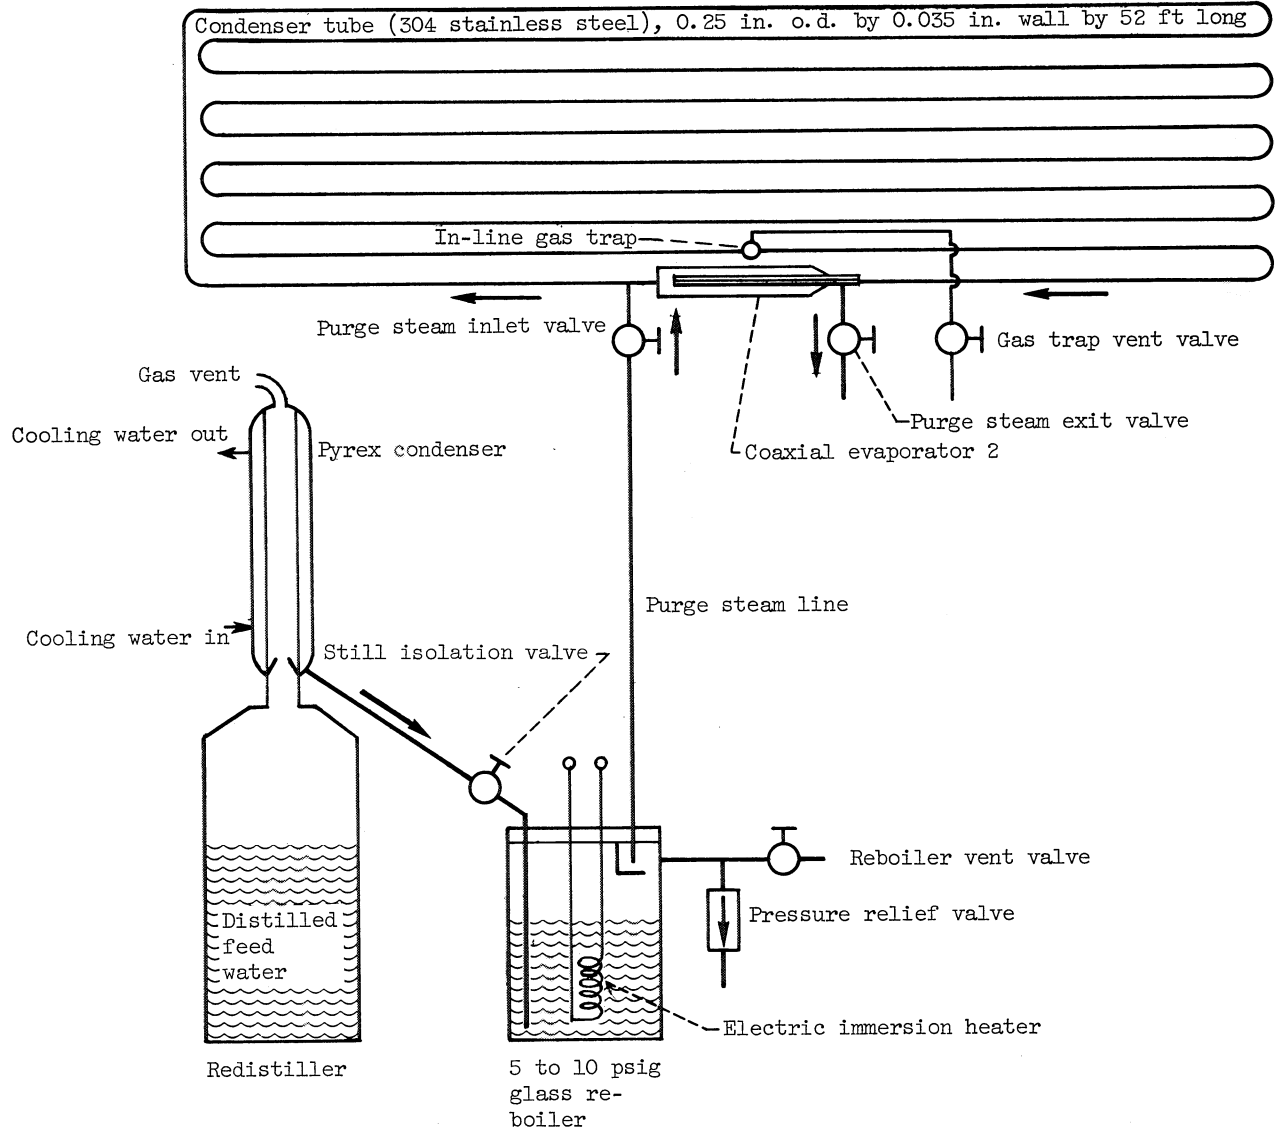 Condenser tube (304 stainless steel), 0.25 in. o.d. by 0.035 in. wall by 52 ft long
In-line gas trap
Purge steam inlet valve
Gas trap vent valve
Gas vent
Purge steam exit valve
Cooling water out
Pyrex condenser
Coaxial evaporator 2
Purge steam line
Cooling water in
Still isolation valve
Reboiler vent valve
Pressure relief valve
Distilled
feed
water
Electric immersion heater
Redistiller
5 to 10 psig
glass re-
boiler